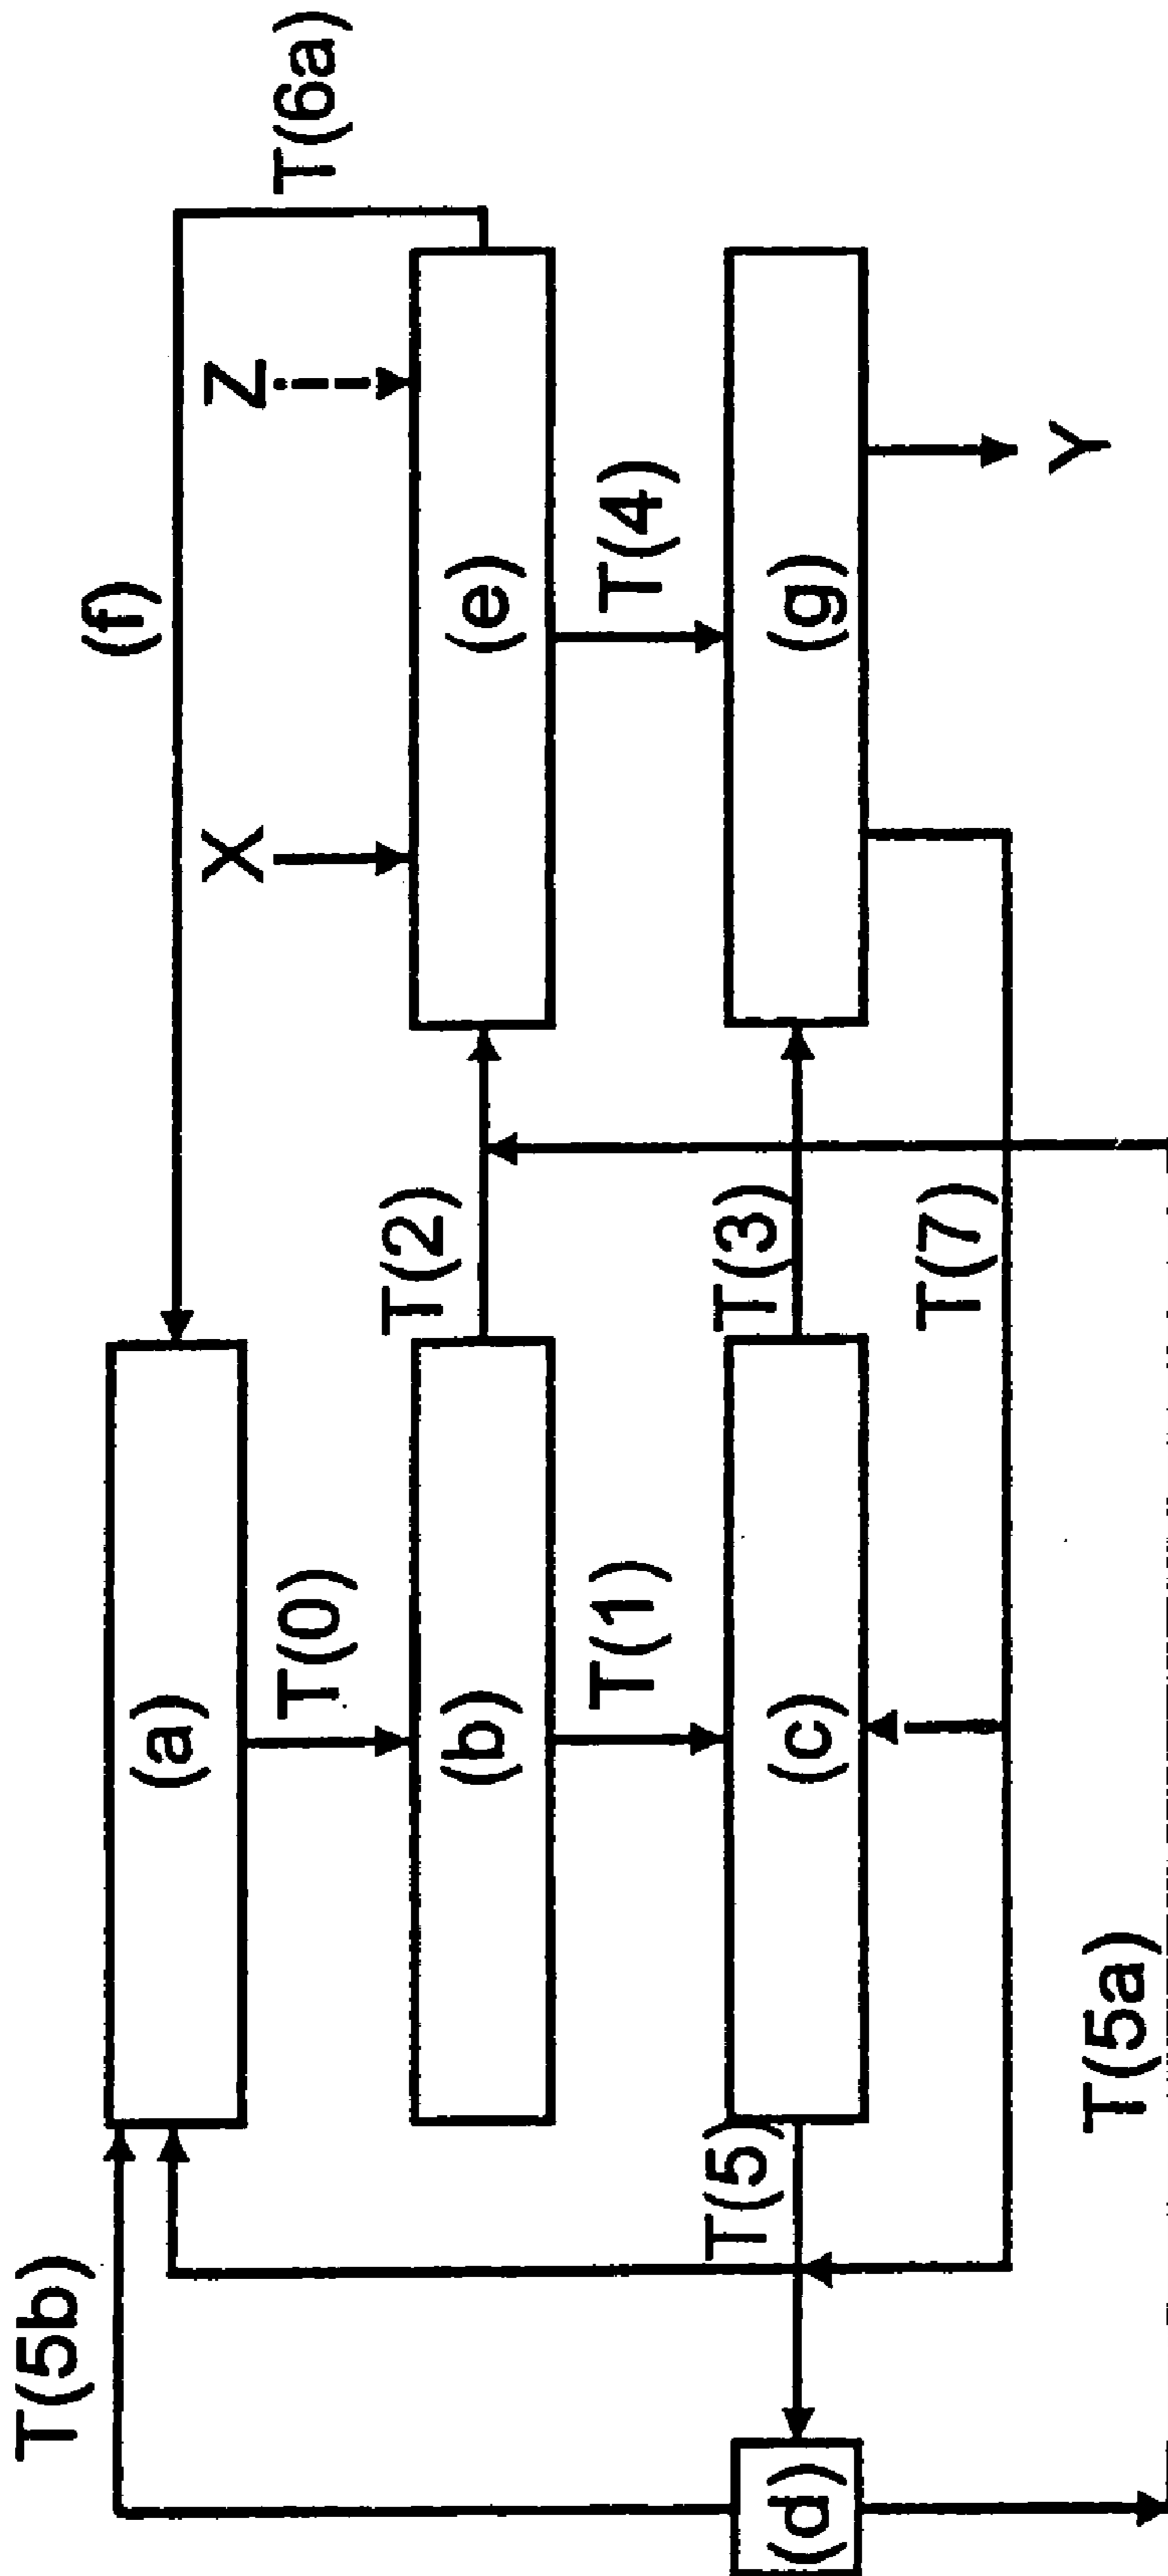 T(5b)
(f)
T(6a)
(a)
X
Z
T(0)
T(2)
(b)
(e)
T(1)
T(4)
T(5)
T(3)
(d)
(c)
(g)
T(7)
T(5a)
Y